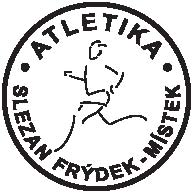 • ATLETIKA •
SLEZAN FRÝDEK-MÍSTEK